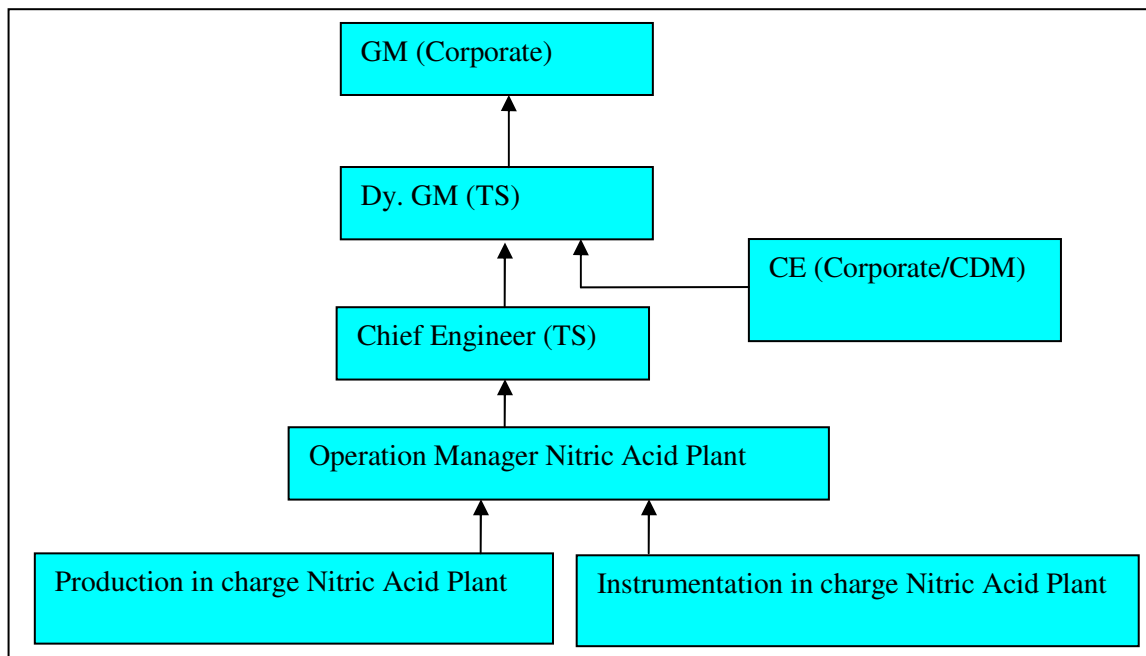 GM (Corporate)
Dy. GM (TS)
CE (Corporate/CDM)
Chief Engineer (TS)
Operation Manager Nitric Acid Plant
Production in charge Nitric Acid Plant
Instrumentation in charge Nitric Acid Plant